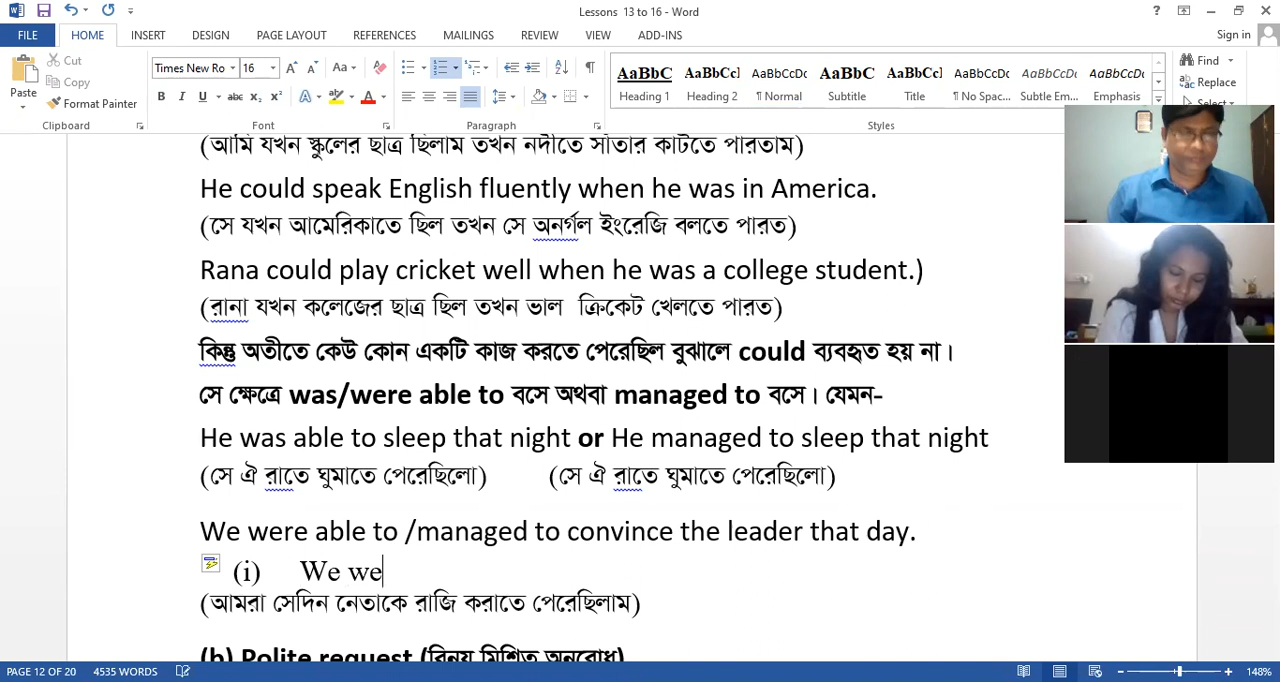 Lessons 13 to 16 - Word
FILE HOME INSERT DESIGN PAGE LAYOUT REFERENCES MAILINGS REVIEW VIEW ADD-INS Sign in
Cut
Copy
Paste
Format Painter
Clipboard
Times New Ro 16
Font
Paragraph
AaBbC AaBbCcI AaBbCcDc AaBbC AaBbCcI AaBbCcDc AaBbCcDc AaBbCcDc
Heading 1 Heading 2 ¶ Normal Subtitle Title ¶ No Spac... Subtle Em... Emphasis
Styles
Find
Replace
Select
(আমি যখন স্কুলের ছাত্র ছিলাম তখন নদীতে সাঁতার কাটতে পারতাম)
He could speak English fluently when he was in America.
(সে যখন আমেরিকাতে ছিল তখন সে অনর্গল ইংরেজি বলতে পারত)
Rana could play cricket well when he was a college student.)
(রানা যখন কলেজের ছাত্র ছিল তখন ভাল ক্রিকেট খেলতে পারত)
কিন্তু অতীতে কেউ কোন একটি কাজ করতে পেরেছিল বুঝালে could ব্যবহৃত হয় না।
সে ক্ষেত্রে was/were able to বসে অথবা managed to বসে। যেমন-
He was able to sleep that night or He managed to sleep that night
(সে ঐ রাতে ঘুমাতে পেরেছিলো) (সে ঐ রাতে ঘুমাতে পেরেছিলো)
We were able to /managed to convince the leader that day.
(i) We we
(আমরা সেদিন নেতাকে রাজি করাতে পেরেছিলাম)
(b) Polite request (বিনয় মিশ্রিত অনুরোধ)
PAGE 12 OF 20 4535 WORDS 148%